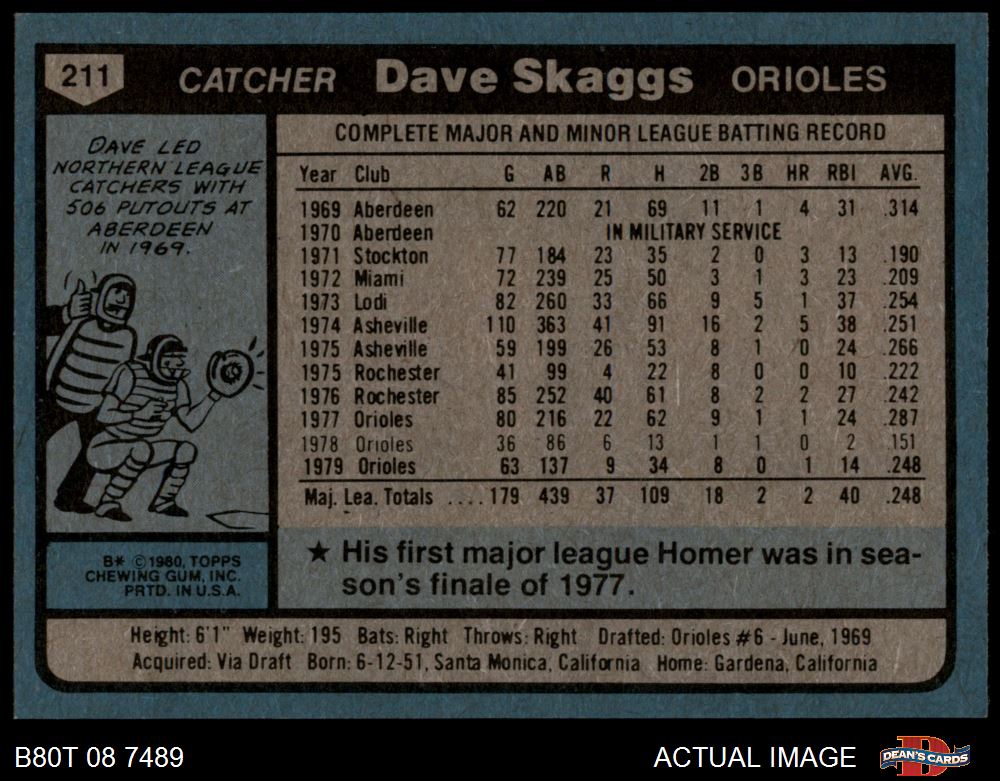 211 CATCHER Dave Skaggs ORIOLES
DAVE LED
NORTHERN LEAGUE
CATCHERS WITH
506 PUTOUTS AT
ABERDEEN
IN 1969.
B* ©1980, TOPPS
CHEWING GUM, INC.
PRTD. IN U.S.A.
COMPLETE MAJOR AND MINOR LEAGUE BATTING RECORD
Year Club G AB R H 2B 3B HR RBI AVG.
1969 Aberdeen 62 220 21 69 11 1 4 31 .314
1970 Aberdeen IN MILITARY SERVICE
1971 Stockton 77 184 23 35 2 0 3 13 .190
1972 Miami 72 239 25 50 3 1 3 23 .209
1973 Lodi 82 260 33 66 9 5 1 37 .254
1974 Asheville 110 363 41 91 16 2 5 38 .251
1975 Asheville 59 199 26 53 8 1 0 24 .266
1975 Rochester 41 99 4 22 8 0 0 10 .222
1976 Rochester 85 252 40 61 8 2 2 27 .242
1977 Orioles 80 216 22 62 9 1 1 24 .287
1978 Orioles 36 86 6 13 1 1 0 2 .151
1979 Orioles 63 137 9 34 8 0 1 14 .248
Maj. Lea. Totals ....179 439 37 109 18 2 2 40 .248
★ His first major league Homer was in sea-
son's finale of 1977.
Height: 6'1" Weight: 195 Bats: Right Throws: Right Drafted: Orioles #6 - June, 1969
Acquired: Via Draft Born: 6-12-51, Santa Monica, California Home: Gardena, California
B80T 08 7489 ACTUAL IMAGE DEAN'S CARDS